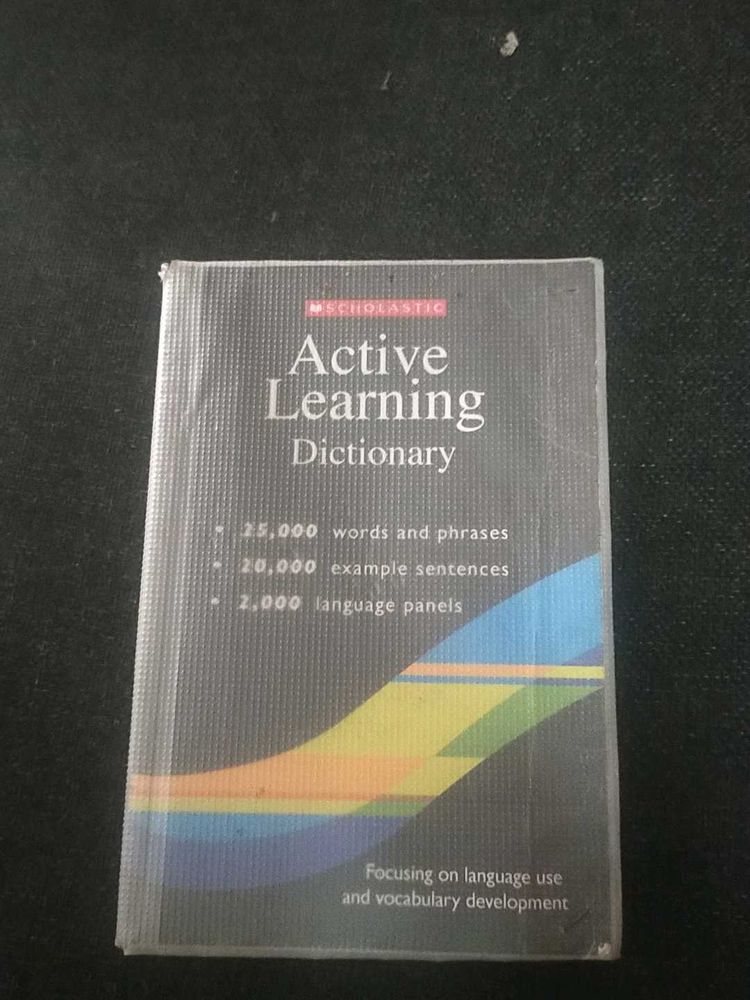 SCHOLASTIC
Active
Learning
Dictionary
• 25,000 words and phrases
• 20,000 example sentences
• 2,000 language panels
Focusing on language use
and vocabulary development